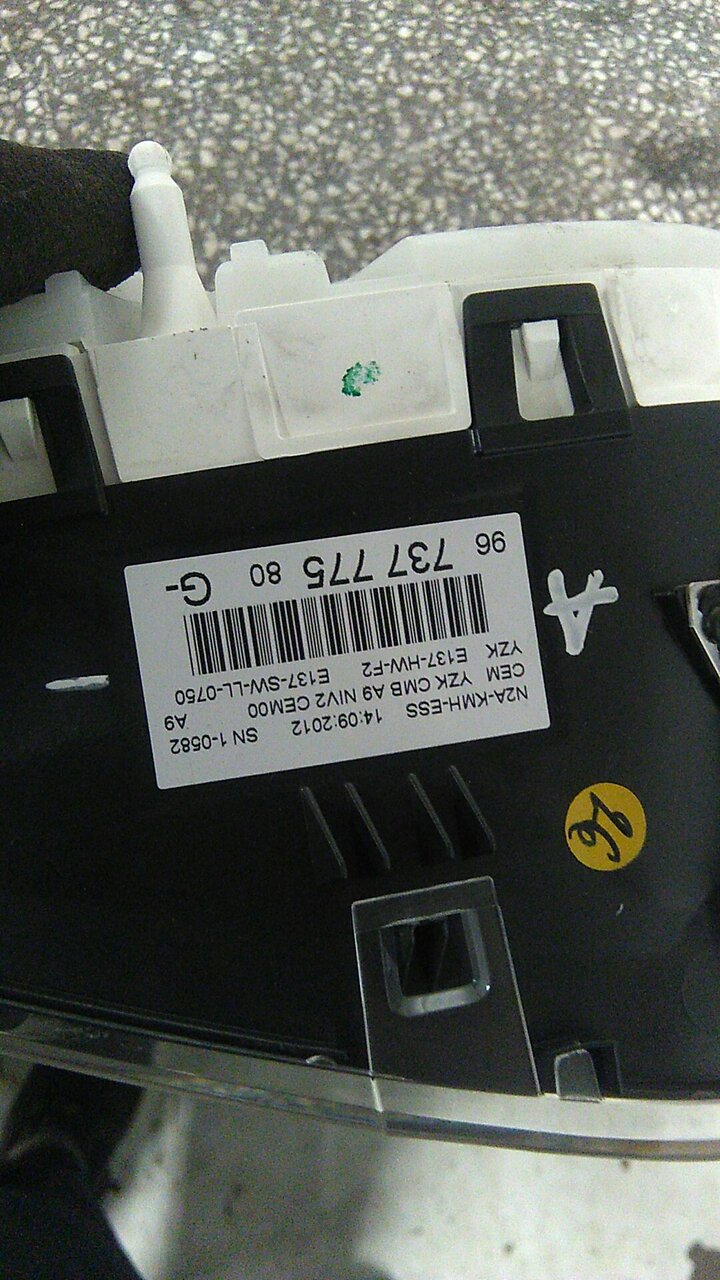 N2A-KMH-ESS 14:09:2012 SN 1-0582
CEM YZK CMB A9 NIV2 CEM00 A9
YZK E137-HW-F2 E137-SW-LL-0750
96 737 775 80 G-
A